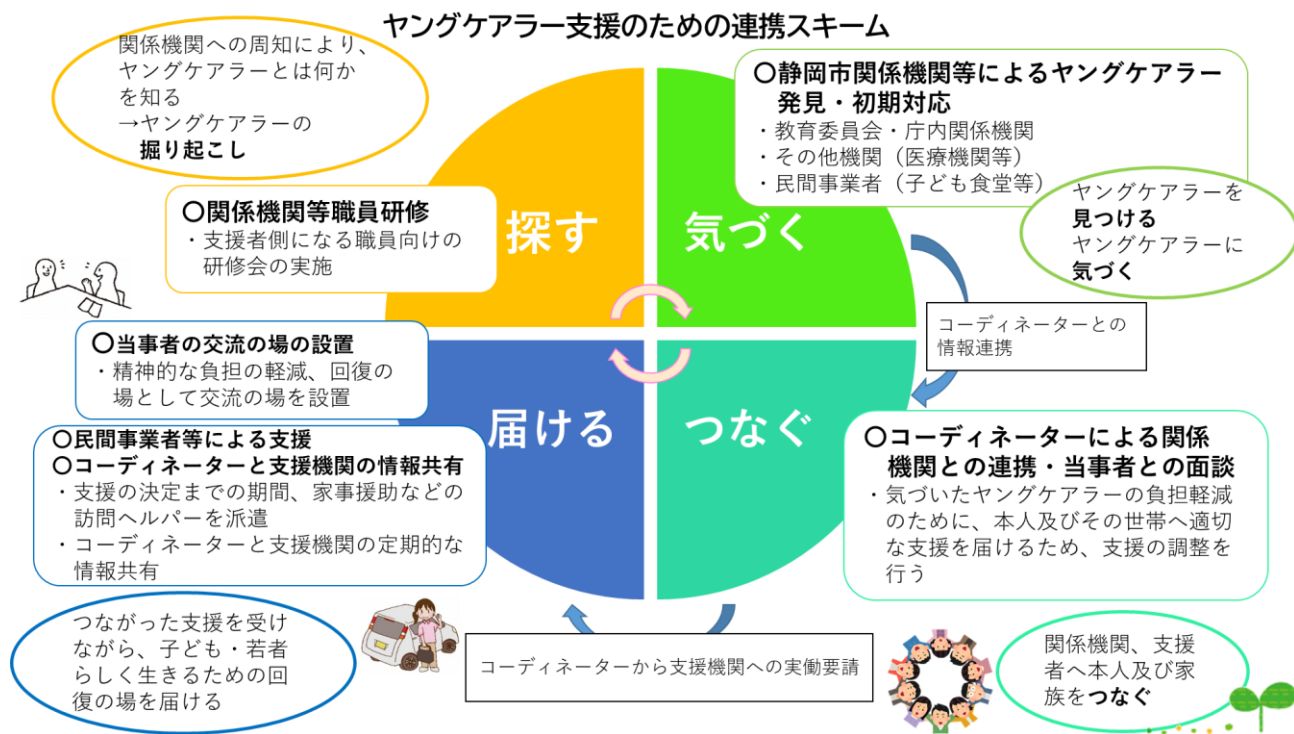 ヤングケアラー支援のための連携スキーム
関係機関への周知により、
ヤングケアラーとは何か
を知る
→ヤングケアラーの
掘り起こし
〇関係機関等職員研修
・支援者側になる職員向けの
研修会の実施
探す
気づく
〇静岡市関係機関等によるヤングケアラー
発見・初期対応
・教育委員会・庁内関係機関
・その他機関（医療機関等）
・民間事業者（子ども食堂等）
ヤングケアラーを
見つける
ヤングケアラーに
気づく
コーディネーターとの
情報連携
〇当事者の交流の場の設置
・精神的な負担の軽減、回復の
場として交流の場を設置
届ける
つなぐ
〇民間事業者等による支援
〇コーディネーターと支援機関の情報共有
・支援の決定までの期間、家事援助などの
訪問ヘルパーを派遣
・コーディネーターと支援機関の定期的な
情報共有
〇コーディネーターによる関係
機関との連携・当事者との面談
・気づいたヤングケアラーの負担軽減
のために、本人及びその世帯へ適切
な支援を届けるため、支援の調整を
行う
つながった支援を受け
ながら、子ども・若者
らしく生きるための回
復の場を届ける
コーディネーターから支援機関への実働要請
関係機関、支援
者へ本人及び家
族をつなぐ